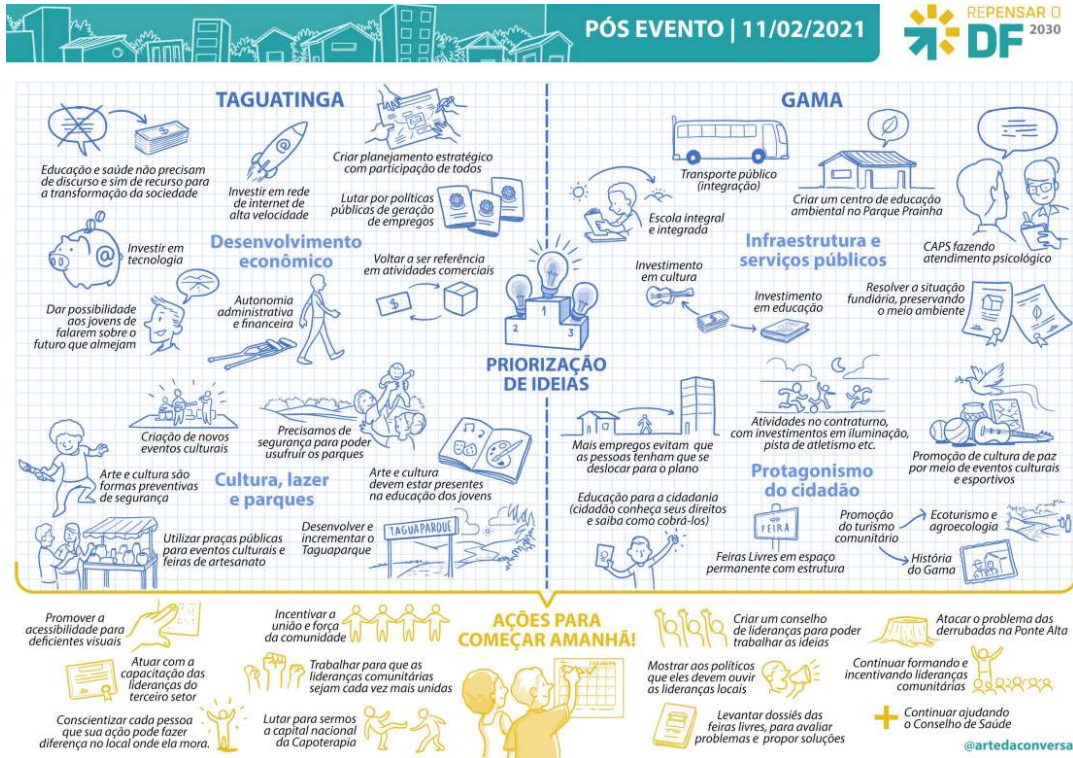 PÓS EVENTO | 11/02/2021
REPENSAR O
DF 2030
TAGUATINGA
Educação e saúde não precisam
de discurso e sim de recurso para
a transformação da sociedade
Investir em rede
de internet de
alta velocidade
Criar planejamento estratégico
com participação de todos
Lutar por políticas
públicas de geração
de empregos
Investir em
tecnologia
Desenvolvimento
econômico
Voltar a ser referência
em atividades comerciais
Dar possibilidade
aos jovens de
falarem sobre o
futuro que almejam
Autonomia
administrativa
e financeira
Criação de novos
eventos culturais
Precisamos de
segurança para poder
usufruir os parques
Arte e cultura são
formas preventivas
de segurança
Cultura, lazer
e parques
Arte e cultura
devem estar presentes
na educação dos jovens
Utilizar praças públicas
para eventos culturais e
feiras de artesanato
Desenvolver e
incrementar o
Taguaparque
TAGUAPARQUE
2 1 3
PRIORIZAÇÃO
DE IDEIAS
GAMA
Transporte público
(integração)
Criar um centro de educação
ambiental no Parque Prainha
Escola integral
e integrada
Infraestrutura e
serviços públicos
CAPS fazendo
atendimento psicológico
Investimento
em cultura
Investimento
em educação
Resolver a situação
fundiária, preservando
o meio ambiente
Mais empregos evitam que
as pessoas tenham que se
deslocar para o plano
Atividades no contraturno,
com investimentos em iluminação,
pista de atletismo etc.
Promoção de cultura de paz
por meio de eventos culturais
e esportivos
Protagonismo
do cidadão
Educação para a cidadania
(cidadão conheça seus direitos
e saiba como cobrá-los)
FEIRA
Feiras Livres em espaço
permanente com estrutura
Promoção
do turismo
comunitário
Ecoturismo e
agroecologia
História
do Gama
AÇÕES PARA
COMEÇAR AMANHÃ!
Promover a
acessibilidade para
deficientes visuais
Incentivar a
união e força
da comunidade
Atuar com a
capacitação das
lideranças do
terceiro setor
Trabalhar para que as
lideranças comunitárias
sejam cada vez mais unidas
Conscientizar cada pessoa
que sua ação pode fazer
diferença no local onde ela mora.
Lutar para sermos
a capital nacional
da Capoterapia
Criar um conselho
de lideranças para poder
trabalhar as ideias
Atacar o problema das
derrubadas na Ponte Alta
Mostrar aos políticos
que eles devem ouvir
as lideranças locais
Continuar formando e
incentivando lideranças
comunitárias
Levantar dossiês das
feiras livres, para avaliar
problemas e propor soluções
Continuar ajudando
o Conselho de Saúde
@artedaconversa